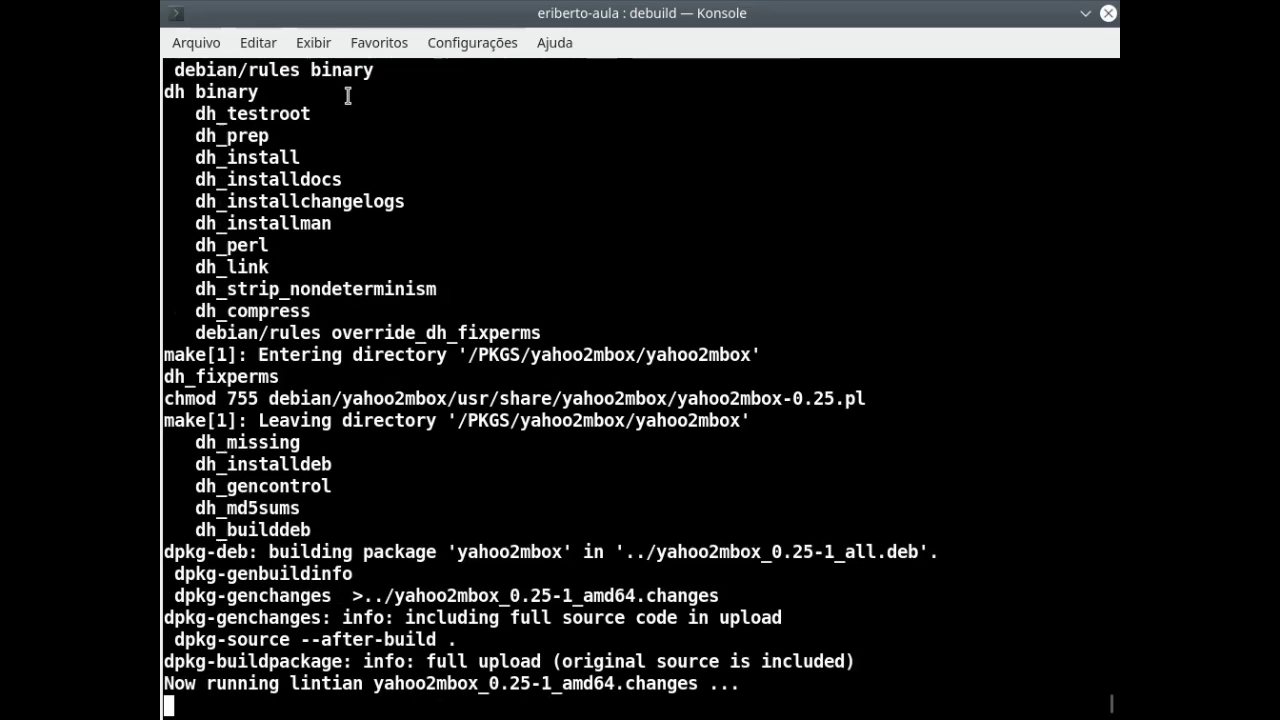 eriberto-aula : debuild — Konsole
Arquivo Editar Exibir Favoritos Configurações Ajuda
debian/rules binary
dh binary
dh_testroot
dh_prep
dh_install
dh_installdocs
dh_installchangelogs
dh_installman
dh_perl
dh_link
dh_strip_nondeterminism
dh_compress
debian/rules override_dh_fixperms
make[1]: Entering directory '/PKGS/yahoo2mbox/yahoo2mbox'
dh_fixperms
chmod 755 debian/yahoo2mbox/usr/share/yahoo2mbox/yahoo2mbox-0.25.pl
make[1]: Leaving directory '/PKGS/yahoo2mbox/yahoo2mbox'
dh_missing
dh_installdeb
dh_gencontrol
dh_md5sums
dh_builddeb
dpkg-deb: building package 'yahoo2mbox' in '../yahoo2mbox_0.25-1_all.deb'.
dpkg-genbuildinfo
dpkg-genchanges  >../yahoo2mbox_0.25-1_amd64.changes
dpkg-genchanges: info: including full source code in upload
dpkg-source --after-build .
dpkg-buildpackage: info: full upload (original source is included)
Now running lintian yahoo2mbox_0.25-1_amd64.changes ...